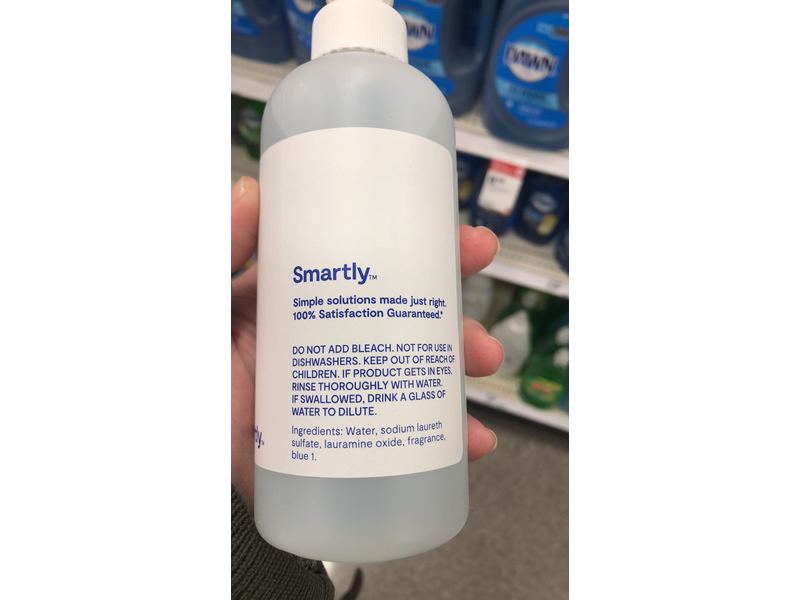 DAWN
Smartly™
Simple solutions made just right.
100% Satisfaction Guaranteed.*
DO NOT ADD BLEACH. NOT FOR USE IN
DISHWASHERS. KEEP OUT OF REACH OF
CHILDREN. IF PRODUCT GETS IN EYES,
RINSE THOROUGHLY WITH WATER.
IF SWALLOWED, DRINK A GLASS OF
WATER TO DILUTE.
Ingredients: Water, sodium laureth
sulfate, lauramine oxide, fragrance,
blue 1.